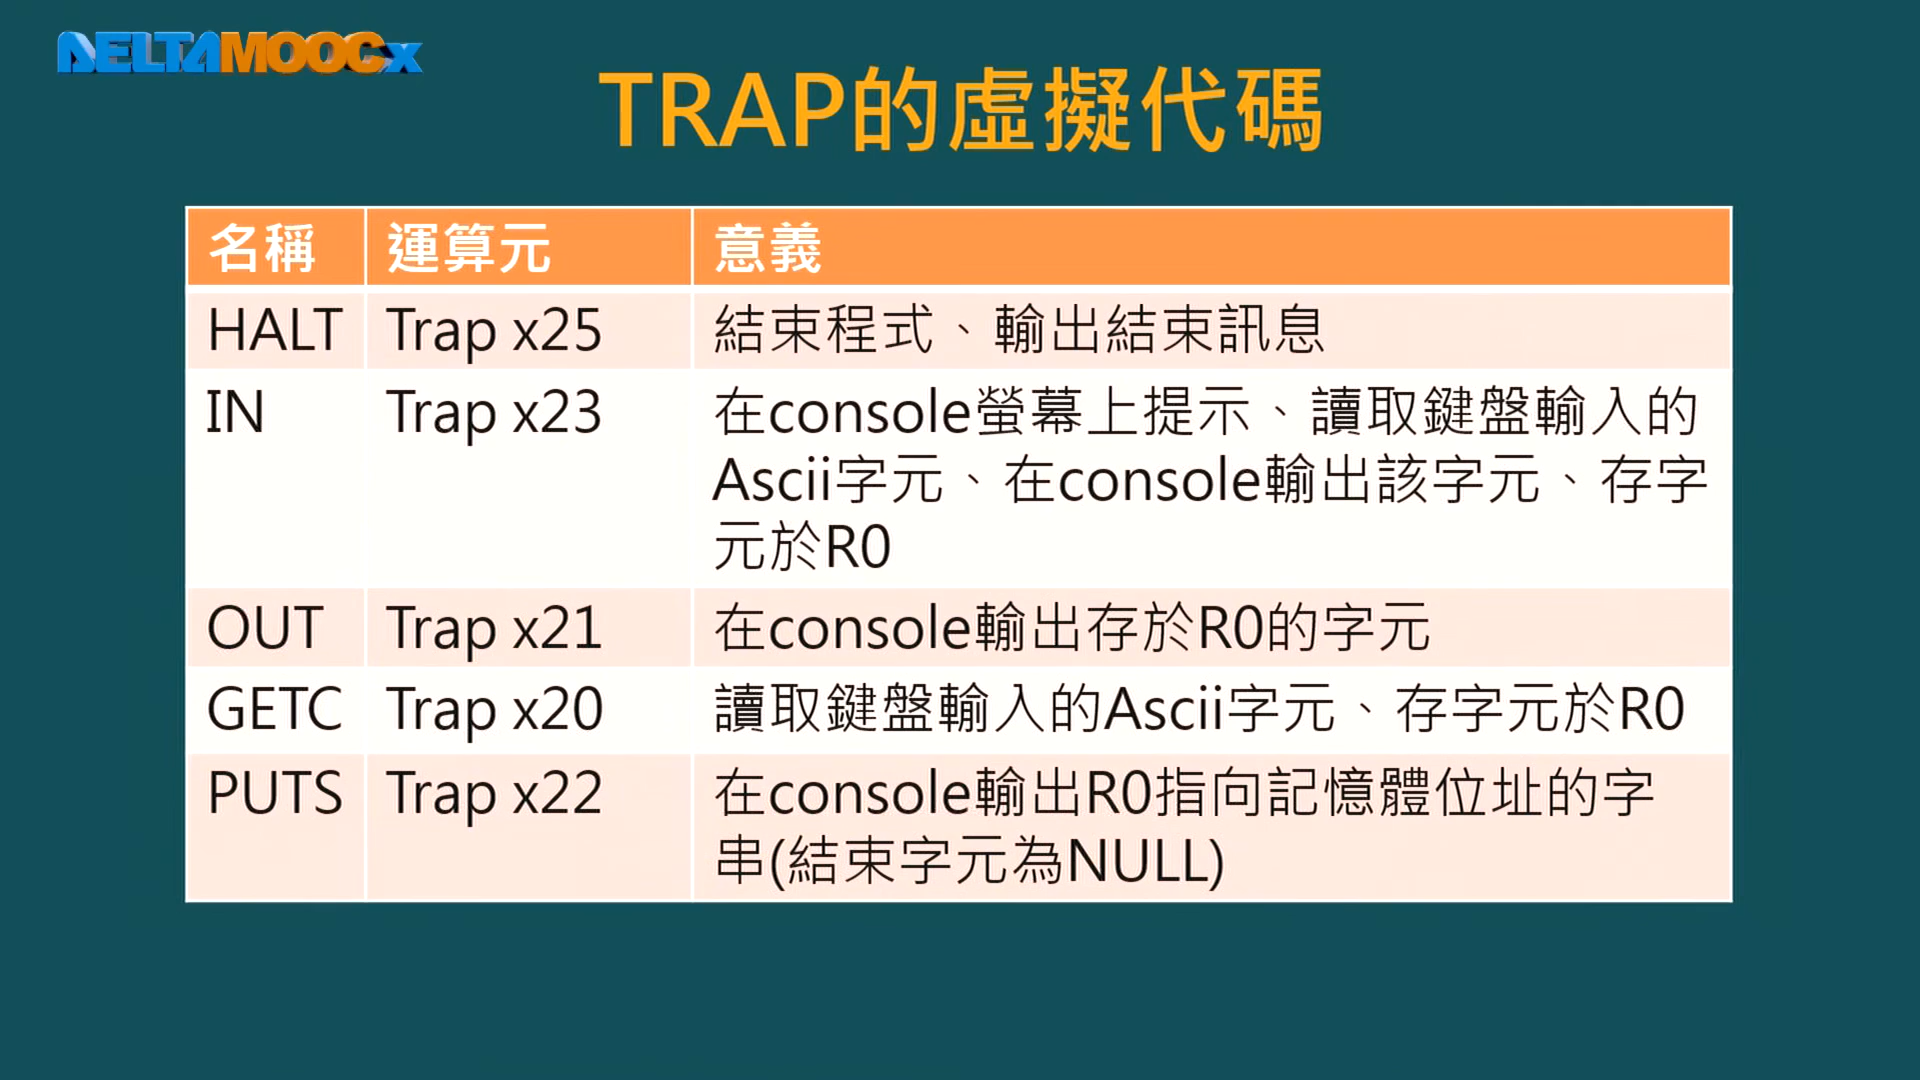 DELTAMOOCx
TRAP的虛擬代碼
名稱 運算元 意義
HALT Trap x25 結束程式、輸出結束訊息
IN Trap x23 在console螢幕上提示、讀取鍵盤輸入的
Ascii字元、在console輸出該字元、存字
元於R0
OUT Trap x21 在console輸出存於R0的字元
GETC Trap x20 讀取鍵盤輸入的Ascii字元、存字元於R0
PUTS Trap x22 在console輸出R0指向記憶體位址的字
串(結束字元為NULL)